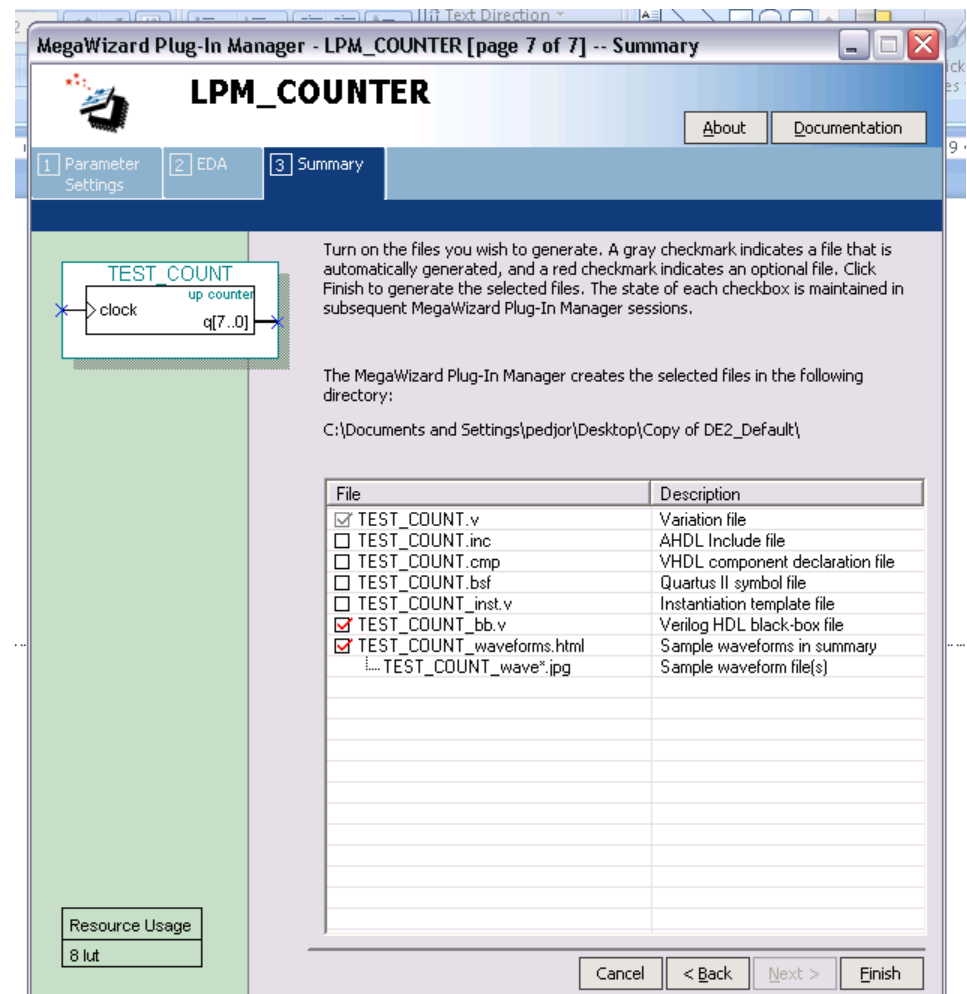 Text Direction
MegaWizard Plug-In Manager - LPM_COUNTER [page 7 of 7] -- Summary
LPM_COUNTER
About
Documentation
1 Parameter Settings
2 EDA
3 Summary
TEST_COUNT
up counter
clock
q[7..0]
Turn on the files you wish to generate. A gray checkmark indicates a file that is
automatically generated, and a red checkmark indicates an optional file. Click
Finish to generate the selected files. The state of each checkbox is maintained in
subsequent MegaWizard Plug-In Manager sessions.
The MegaWizard Plug-In Manager creates the selected files in the following
directory:
C:\Documents and Settings\pedjor\Desktop\Copy of DE2_Default\
File Description
TEST_COUNT.v Variation file
TEST_COUNT.inc AHDL Include file
TEST_COUNT.cmp VHDL component declaration file
TEST_COUNT.bsf Quartus II symbol file
TEST_COUNT_inst.v Instantiation template file
TEST_COUNT_bb.v Verilog HDL black-box file
TEST_COUNT_waveforms.html Sample waveforms in summary
TEST_COUNT_wave*.jpg Sample waveform file(s)
Resource Usage
8 lut
Cancel
< Back
Next >
Finish